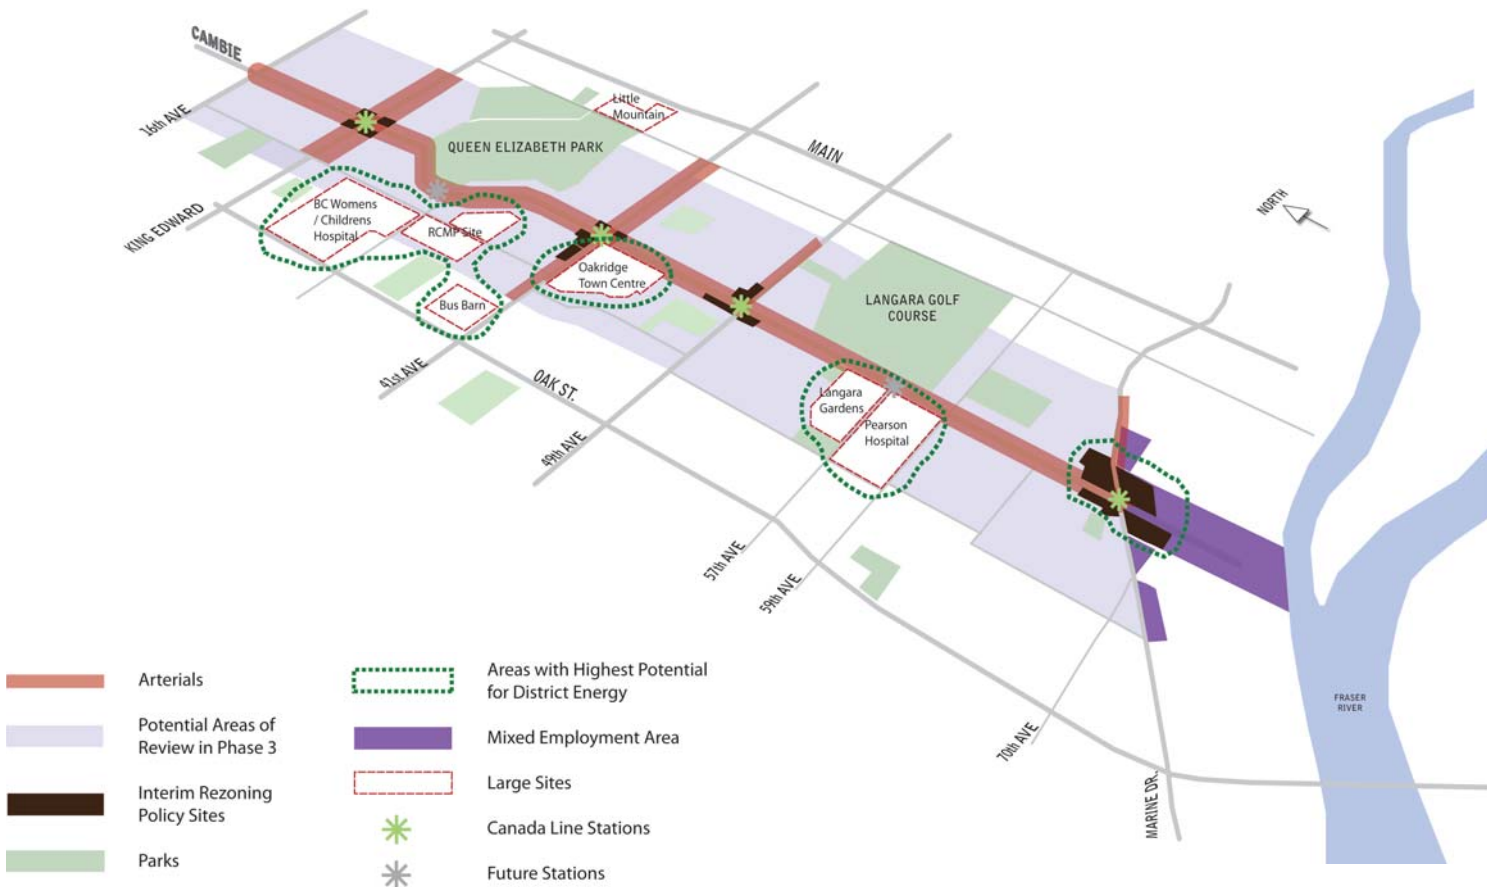 CAMBIE
16th AVE
KING EDWARD
Little
Mountain
QUEEN ELIZABETH PARK
MAIN
NORTH
BC Womens
/ Childrens
Hospital
RCMP Site
Bus Barn
Oakridge
Town Centre
LANGARA GOLF
COURSE
41st AVE
OAK ST.
49th AVE
Langara
Gardens
Pearson
Hospital
57th AVE
59th AVE
70th AVE
MARINE DR.
FRASER
RIVER
Arterials
Potential Areas of
Review in Phase 3
Interim Rezoning
Policy Sites
Parks
Areas with Highest Potential
for District Energy
Mixed Employment Area
Large Sites
Canada Line Stations
Future Stations